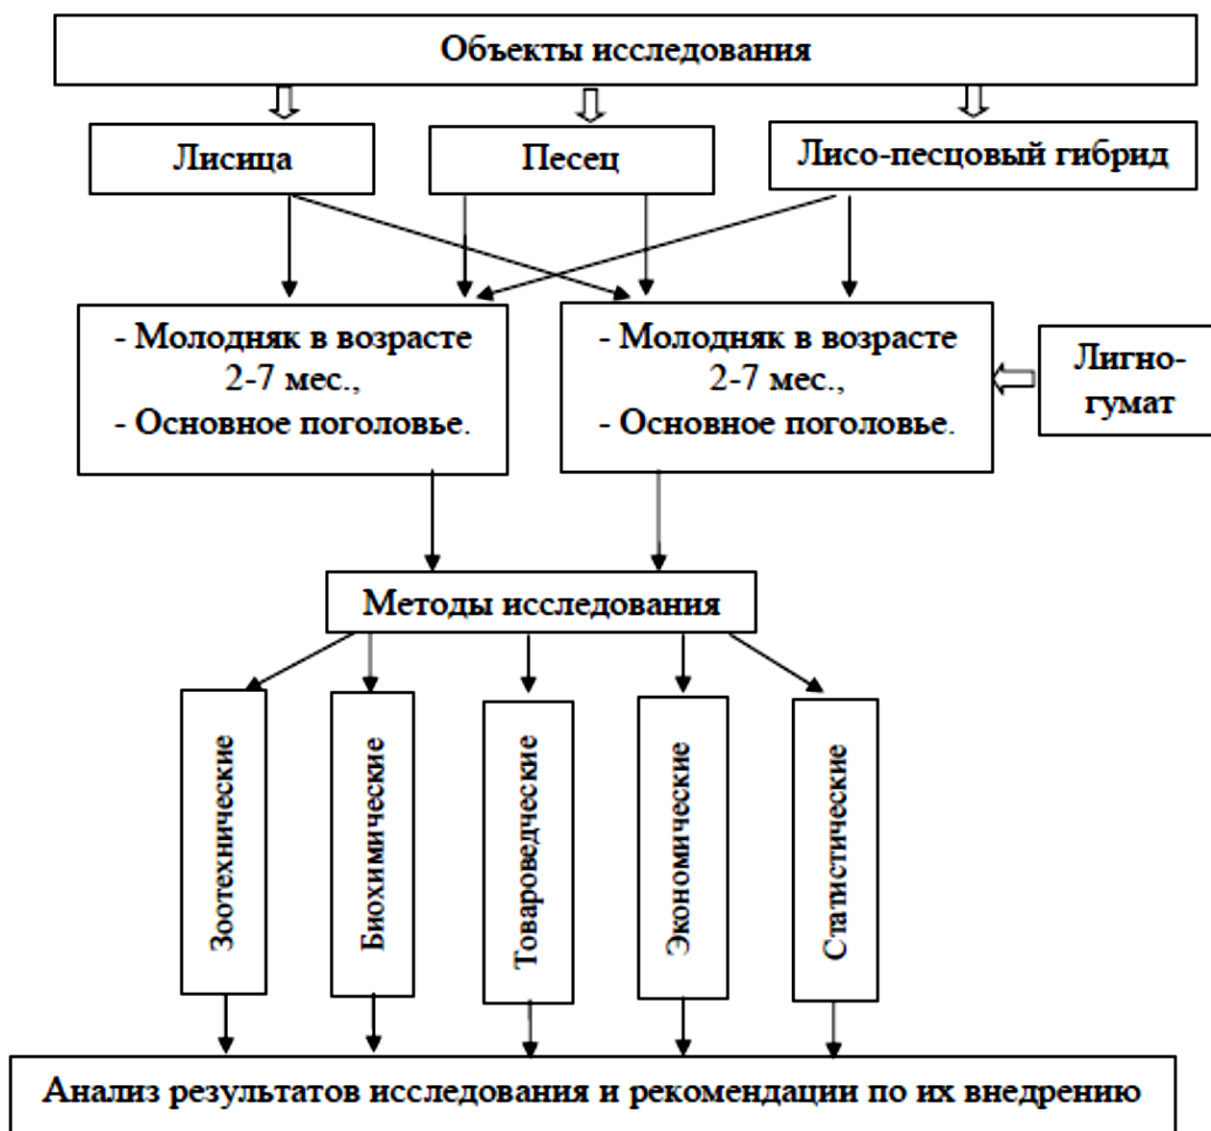 Объекты исследования
Лисица
Песец
Лисо-песцовый гибрид
- Молодняк в возрасте
2-7 мес.,
- Основное поголовье.
- Молодняк в возрасте
2-7 мес.,
- Основное поголовье.
Лигно-
гумат
Методы исследования
Зоотехнические
Биохимические
Товароведческие
Экономические
Статистические
Анализ результатов исследования и рекомендации по их внедрению